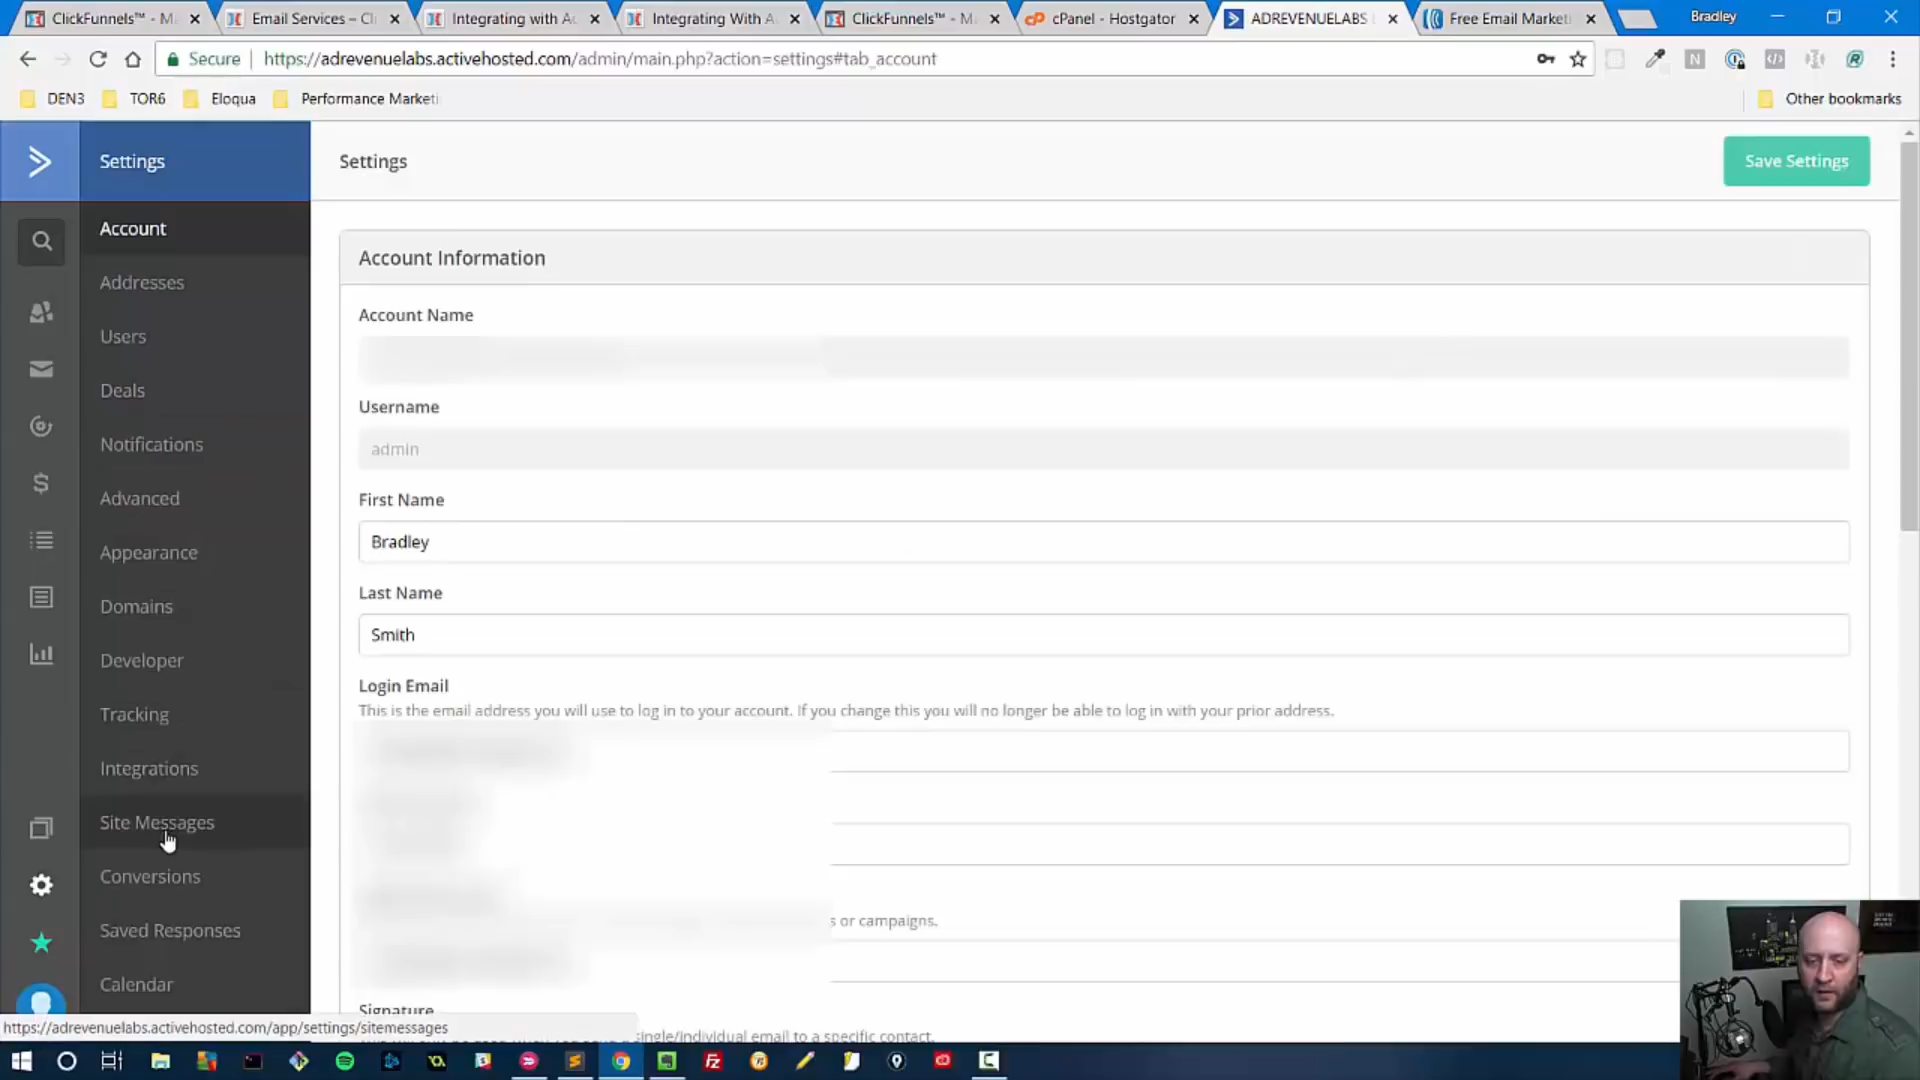 ClickFunnels™ - M
Email Services – Cl
Integrating with Ac
Integrating With A
ClickFunnels™ - M
cPanel - Hostgator
ADREVENUELABS
Free Email Market
Bradley
Secure
https://adrevenuelabs.activehosted.com/admin/main.php?action=settings#tab_account
DEN3
TOR6
Eloqua
Performance Marketi
Other bookmarks
Settings
Settings
Save Settings
Account
Addresses
Users
Deals
Notifications
Advanced
Appearance
Domains
Developer
Tracking
Integrations
Site Messages
Conversions
Saved Responses
Calendar
Account Information
Account Name
Username
admin
First Name
Bradley
Last Name
Smith
Login Email
This is the email address you will use to log in to your account. If you change this you will no longer be able to log in with your prior address.
s or campaigns.
Signature
single/individual email to a specific contact.
https://adrevenuelabs.activehosted.com/app/settings/sitemessages